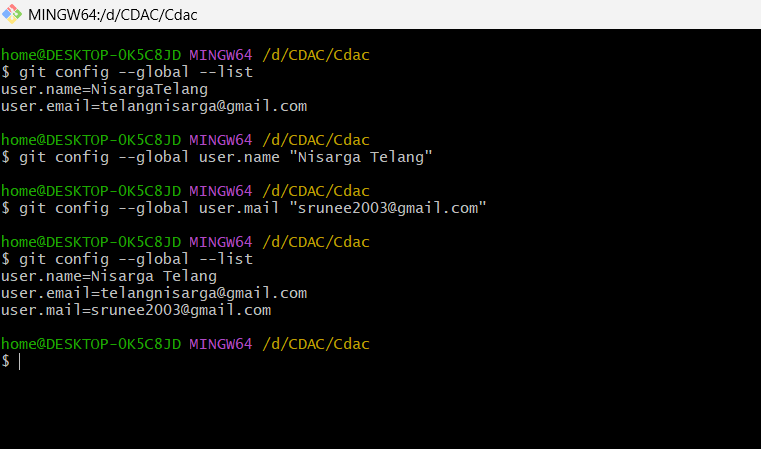 MINGW64:/d/CDAC/Cdac
home@DESKTOP-0K5C8JD MINGW64 /d/CDAC/Cdac
$ git config --global --list
user.name=NisargaTelang
user.email=telangnisarga@gmail.com
home@DESKTOP-0K5C8JD MINGW64 /d/CDAC/Cdac
$ git config --global user.name "Nisarga Telang"
home@DESKTOP-0K5C8JD MINGW64 /d/CDAC/Cdac
$ git config --global user.mail "srunee2003@gmail.com"
home@DESKTOP-0K5C8JD MINGW64 /d/CDAC/Cdac
$ git config --global --list
user.name=Nisarga Telang
user.email=telangnisarga@gmail.com
user.mail=srunee2003@gmail.com
home@DESKTOP-0K5C8JD MINGW64 /d/CDAC/Cdac
$